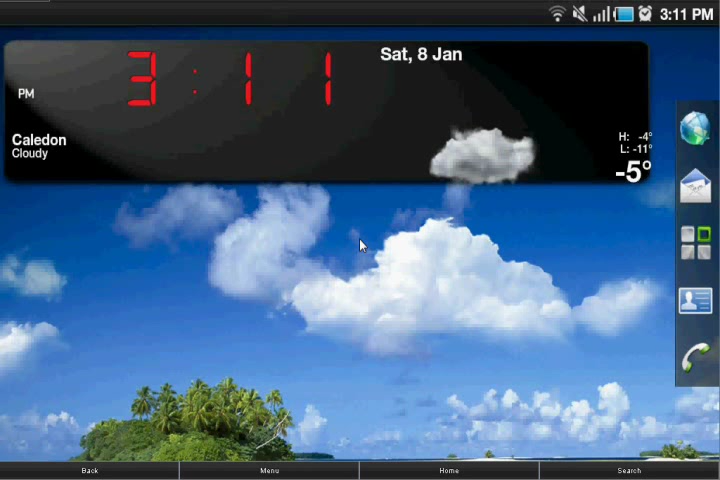 3:11 PM
Sat, 8 Jan
3:11
PM
Caledon
Cloudy
H: -4°
L: -11°
-5°
Back
Menu
Home
Search